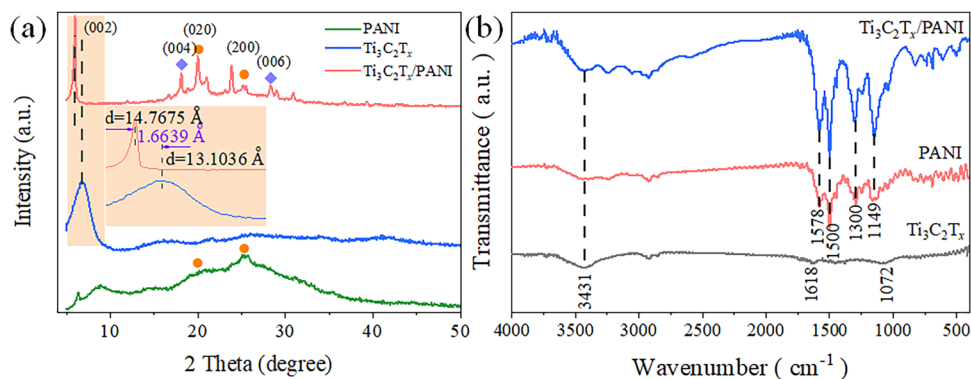 (a)
(002)
(004)
(020)
(200)
(006)
PANI
Ti₃C₂Tₓ
Ti₃C₂Tₓ/PANI
d=14.7675 Å
1.6639 Å
d=13.1036 Å
Intensity (a.u.)
10 20 30 40 50
2 Theta (degree)
(b)
Ti₃C₂Tₓ/PANI
PANI
Ti₃C₂Tₓ
3431
1618
1578
1500
1300
1149
1072
Transmittance ( a.u.)
4000 3500 3000 2500 2000 1500 1000 500
Wavenumber ( cm⁻¹)